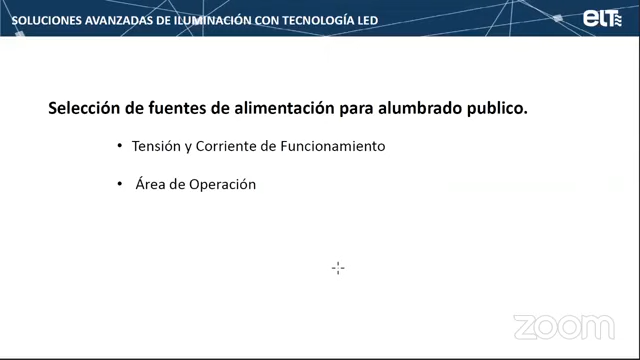 SOLUCIONES AVANZADAS DE ILUMINACIÓN CON TECNOLOGÍA LED
ELT
Selección de fuentes de alimentación para alumbrado publico.
• Tensión y Corriente de Funcionamiento
• Área de Operación
zoom